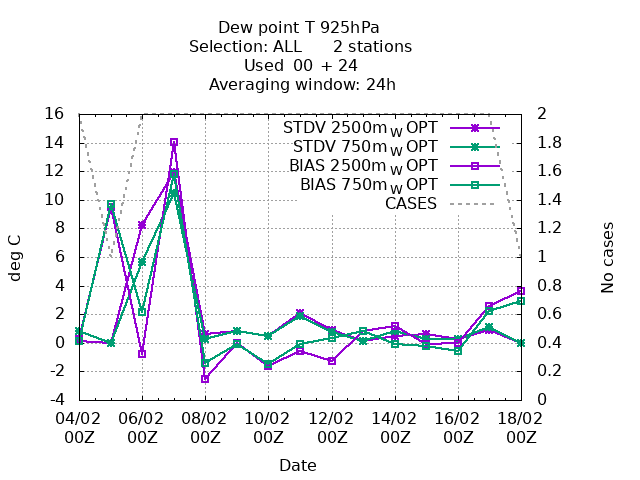 Dew point T 925hPa
Selection: ALL 2 stations
Used 00 + 24
Averaging window: 24h
STDV 2500m_W OPT
STDV 750m_W OPT
BIAS 2500m_W OPT
BIAS 750m_W OPT
CASES
deg C
16
14
12
10
8
6
4
2
0
-2
-4
No cases
2
1.8
1.6
1.4
1.2
1
0.8
0.6
0.4
0.2
0
04/02 06/02 08/02 10/02 12/02 14/02 16/02 18/02
00Z 00Z 00Z 00Z 00Z 00Z 00Z 00Z
Date